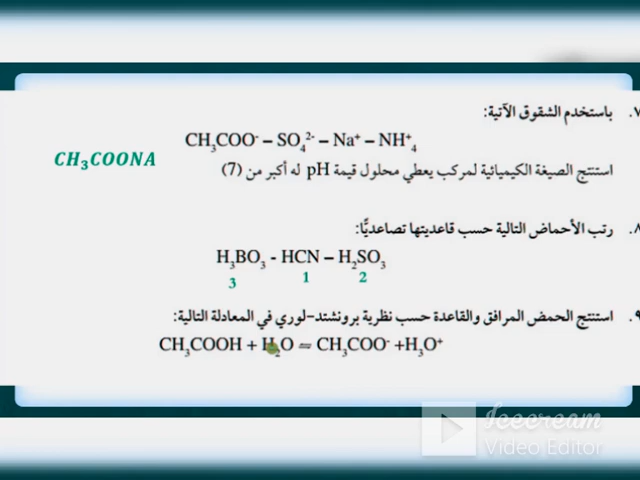 ٧. باستخدم الشقوق الآتية:
CH₃COO⁻ – SO₄²⁻ – Na⁺ – NH⁺₄
CH₃COONA
استنتج الصيغة الكيميائية لمركب يعطي محلول قيمة pH له أكبر من (7)
٨. رتب الأحماض التالية حسب قاعديتها تصاعديًّا:
H₃BO₃ - HCN – H₂SO₃
3 1 2
٩. استنتج الحمض المرافق والقاعدة حسب نظرية برونشتد-لوري في المعادلة التالية:
CH₃COOH + H₂O ⇌ CH₃COO⁻ +H₃O⁺
Icecream
Video Editor